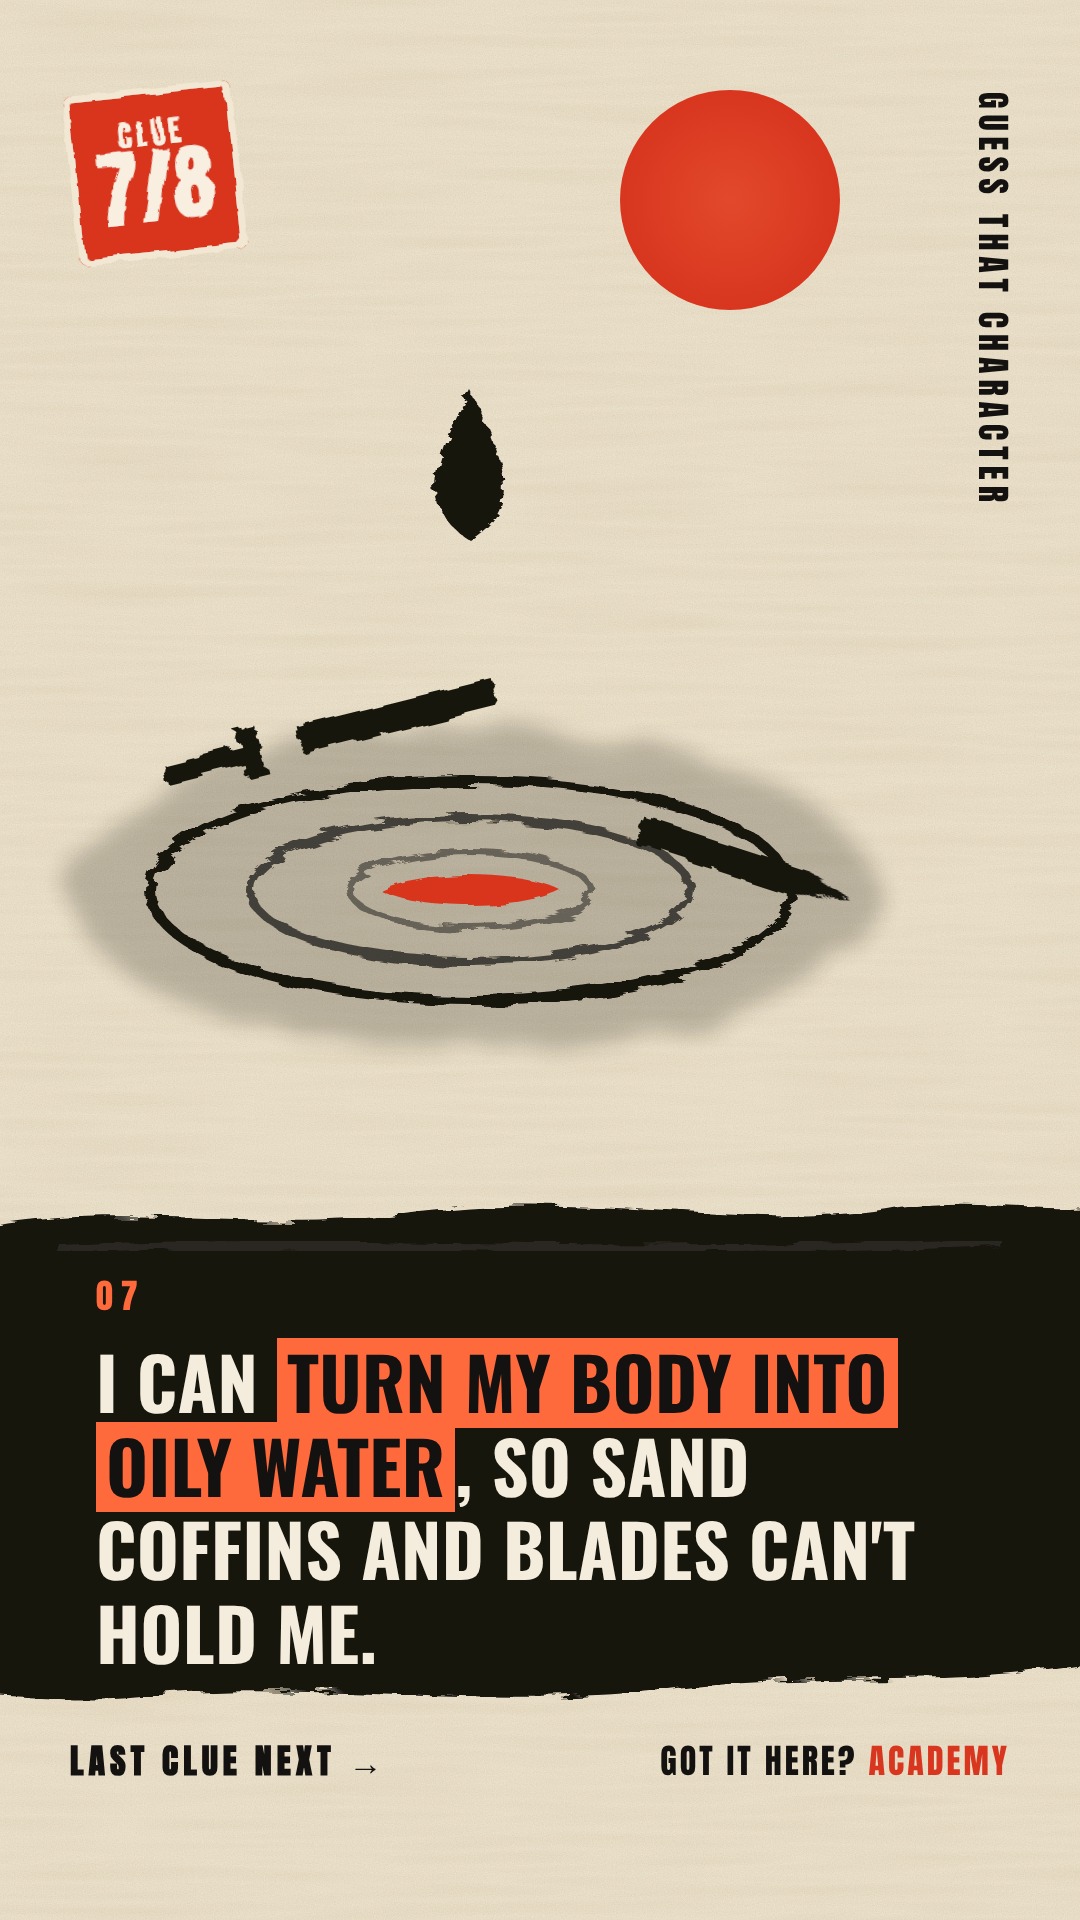 CLUE
7/8
GUESS THAT CHARACTER
07
I CAN TURN MY BODY INTO
OILY WATER, SO SAND
COFFINS AND BLADES CAN'T
HOLD ME.
LAST CLUE NEXT →
GOT IT HERE? ACADEMY